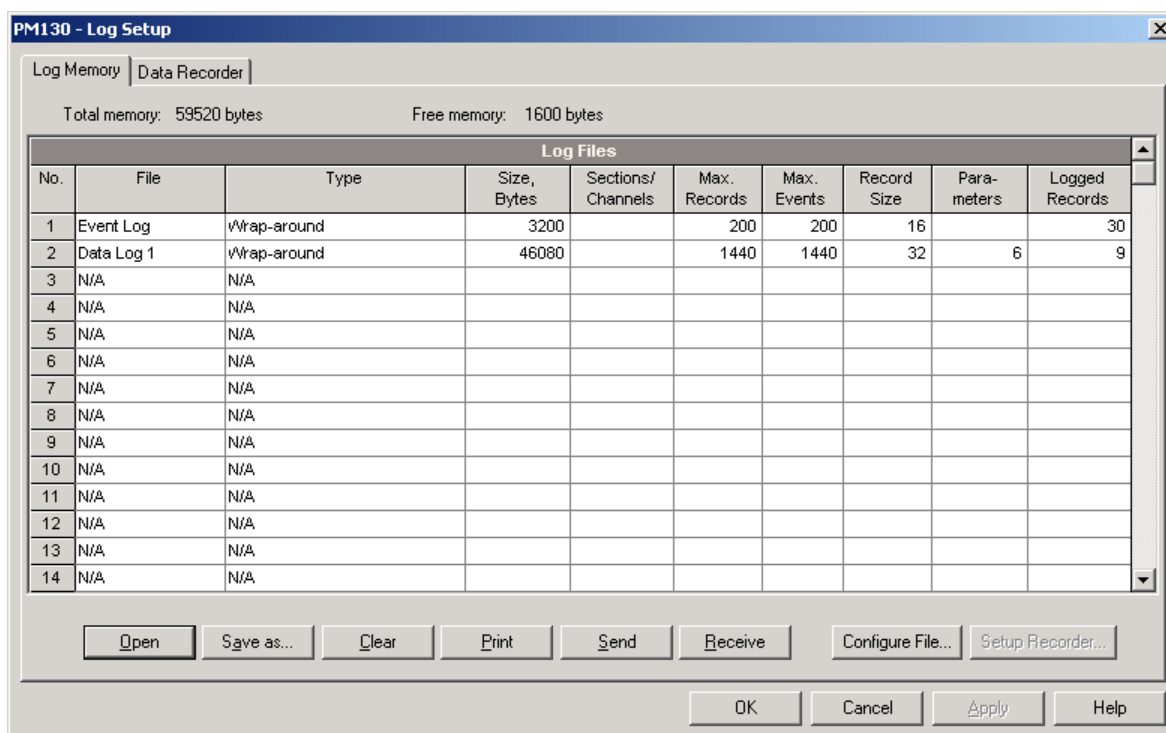 PM130 - Log Setup
Log Memory Data Recorder
Total memory: 59520 bytes Free memory: 1600 bytes
Log Files
No. File Type Size, Bytes Sections/ Channels Max. Records Max. Events Record Size Para- meters Logged Records
1 Event Log Wrap-around 3200 200 200 16 30
2 Data Log 1 Wrap-around 46080 1440 1440 32 6 9
3 N/A N/A
4 N/A N/A
5 N/A N/A
6 N/A N/A
7 N/A N/A
8 N/A N/A
9 N/A N/A
10 N/A N/A
11 N/A N/A
12 N/A N/A
13 N/A N/A
14 N/A N/A
Open Save as... Clear Print Send Receive Configure File... Setup Recorder...
OK Cancel Apply Help